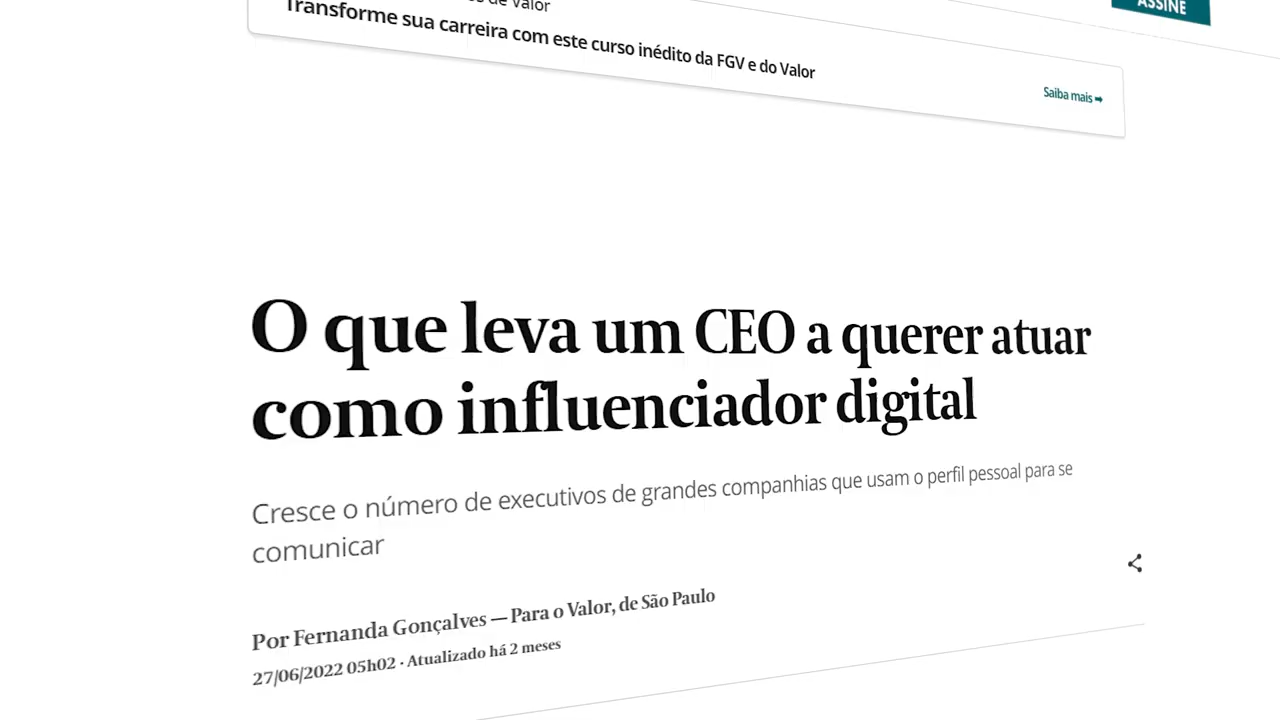 de Valor
ASSINE
Transforme sua carreira com este curso inédito da FGV e do Valor
Saiba mais ➡
O que leva um CEO a querer atuar
como influenciador digital
Cresce o número de executivos de grandes companhias que usam o perfil pessoal para se
comunicar
Por Fernanda Gonçalves — Para o Valor, de São Paulo
27/06/2022 05h02 · Atualizado há 2 meses